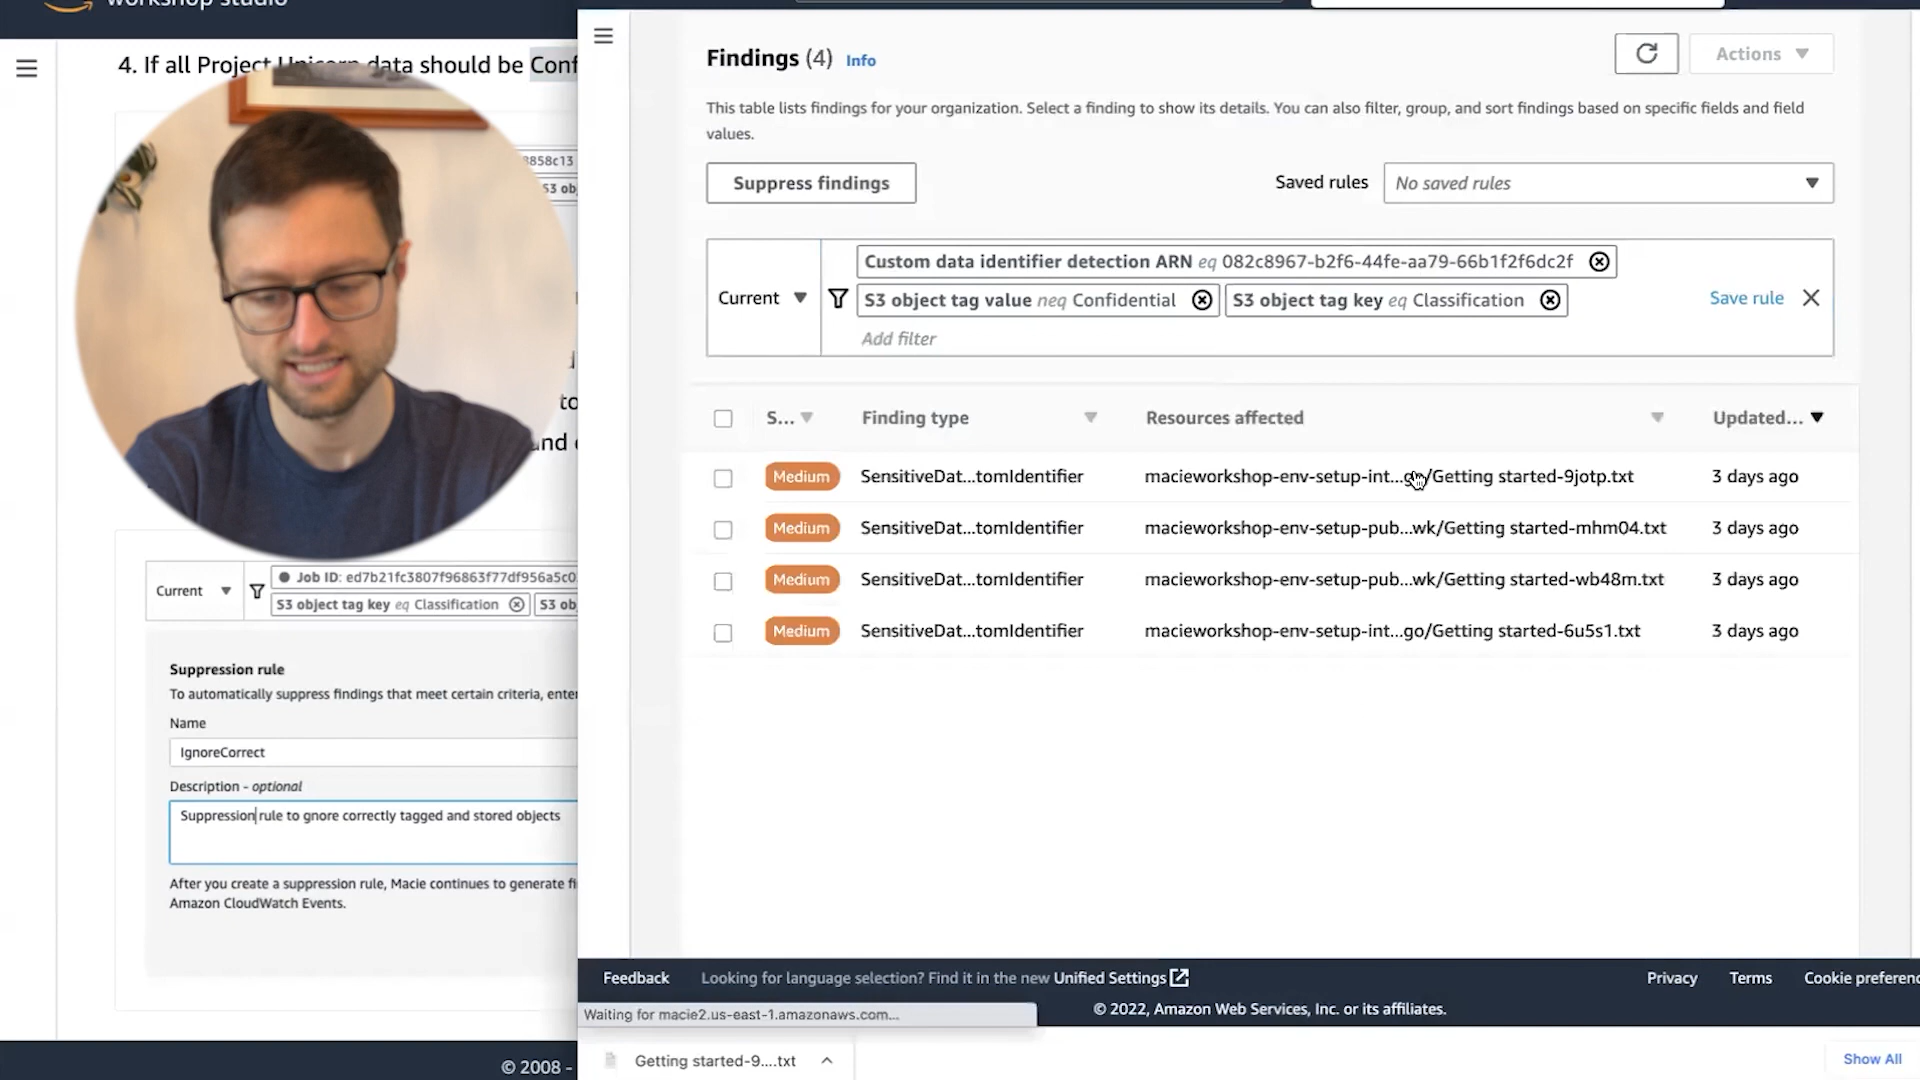 workshop studio
4. If all Project Unicorn data should be Conf
8858c13
S3 ob
to
and
Current
Job ID: ed7b21fc3807f96863f77df956a5c0
S3 object tag key eq Classification
S3 ob
Suppression rule
To automatically suppress findings that meet certain criteria, enter
Name
IgnoreCorrect
Description - optional
Suppression rule to gnore correctly tagged and stored objects
After you create a suppression rule, Macie continues to generate fi
Amazon CloudWatch Events.
© 2008 -
Findings (4) Info
Actions
This table lists findings for your organization. Select a finding to show its details. You can also filter, group, and sort findings based on specific fields and field
values.
Suppress findings
Saved rules
No saved rules
Current
Custom data identifier detection ARN eq 082c8967-b2f6-44fe-aa79-66b1f2f6dc2f
S3 object tag value neq Confidential
S3 object tag key eq Classification
Save rule
Add filter
S... Finding type Resources affected Updated...
Medium SensitiveDat...tomIdentifier macieworkshop-env-setup-int...go/Getting started-9jotp.txt 3 days ago
Medium SensitiveDat...tomIdentifier macieworkshop-env-setup-pub...wk/Getting started-mhm04.txt 3 days ago
Medium SensitiveDat...tomIdentifier macieworkshop-env-setup-pub...wk/Getting started-wb48m.txt 3 days ago
Medium SensitiveDat...tomIdentifier macieworkshop-env-setup-int...go/Getting started-6u5s1.txt 3 days ago
Feedback Looking for language selection? Find it in the new Unified Settings Privacy Terms Cookie preferenc
© 2022, Amazon Web Services, Inc. or its affiliates.
Waiting for macie2.us-east-1.amazonaws.com...
Getting started-9....txt
Show All